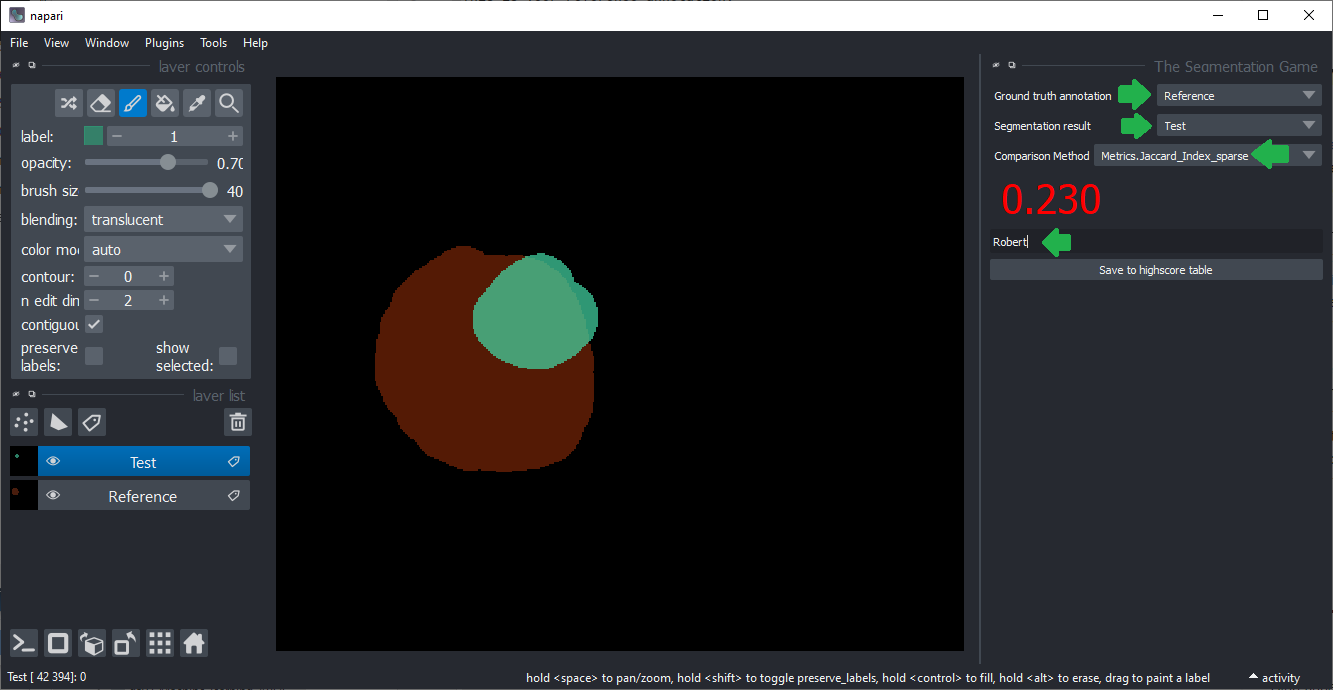 napari
File View Window Plugins Tools Help
layer controls
label: 1
opacity: 0.70
brush siz 40
blending: translucent
color mo auto
contour: 0
n edit dim 2
contiguou
preserve labels:
show selected:
layer list
Test
Reference
The Segmentation Game
Ground truth annotation Reference
Segmentation result Test
Comparison Method Metrics.Jaccard_Index_sparse
0.230
Robert
Save to highscore table
Test [ 42 394]: 0
hold <space> to pan/zoom, hold <shift> to toggle preserve_labels, hold <control> to fill, hold <alt> to erase, drag to paint a label
activity